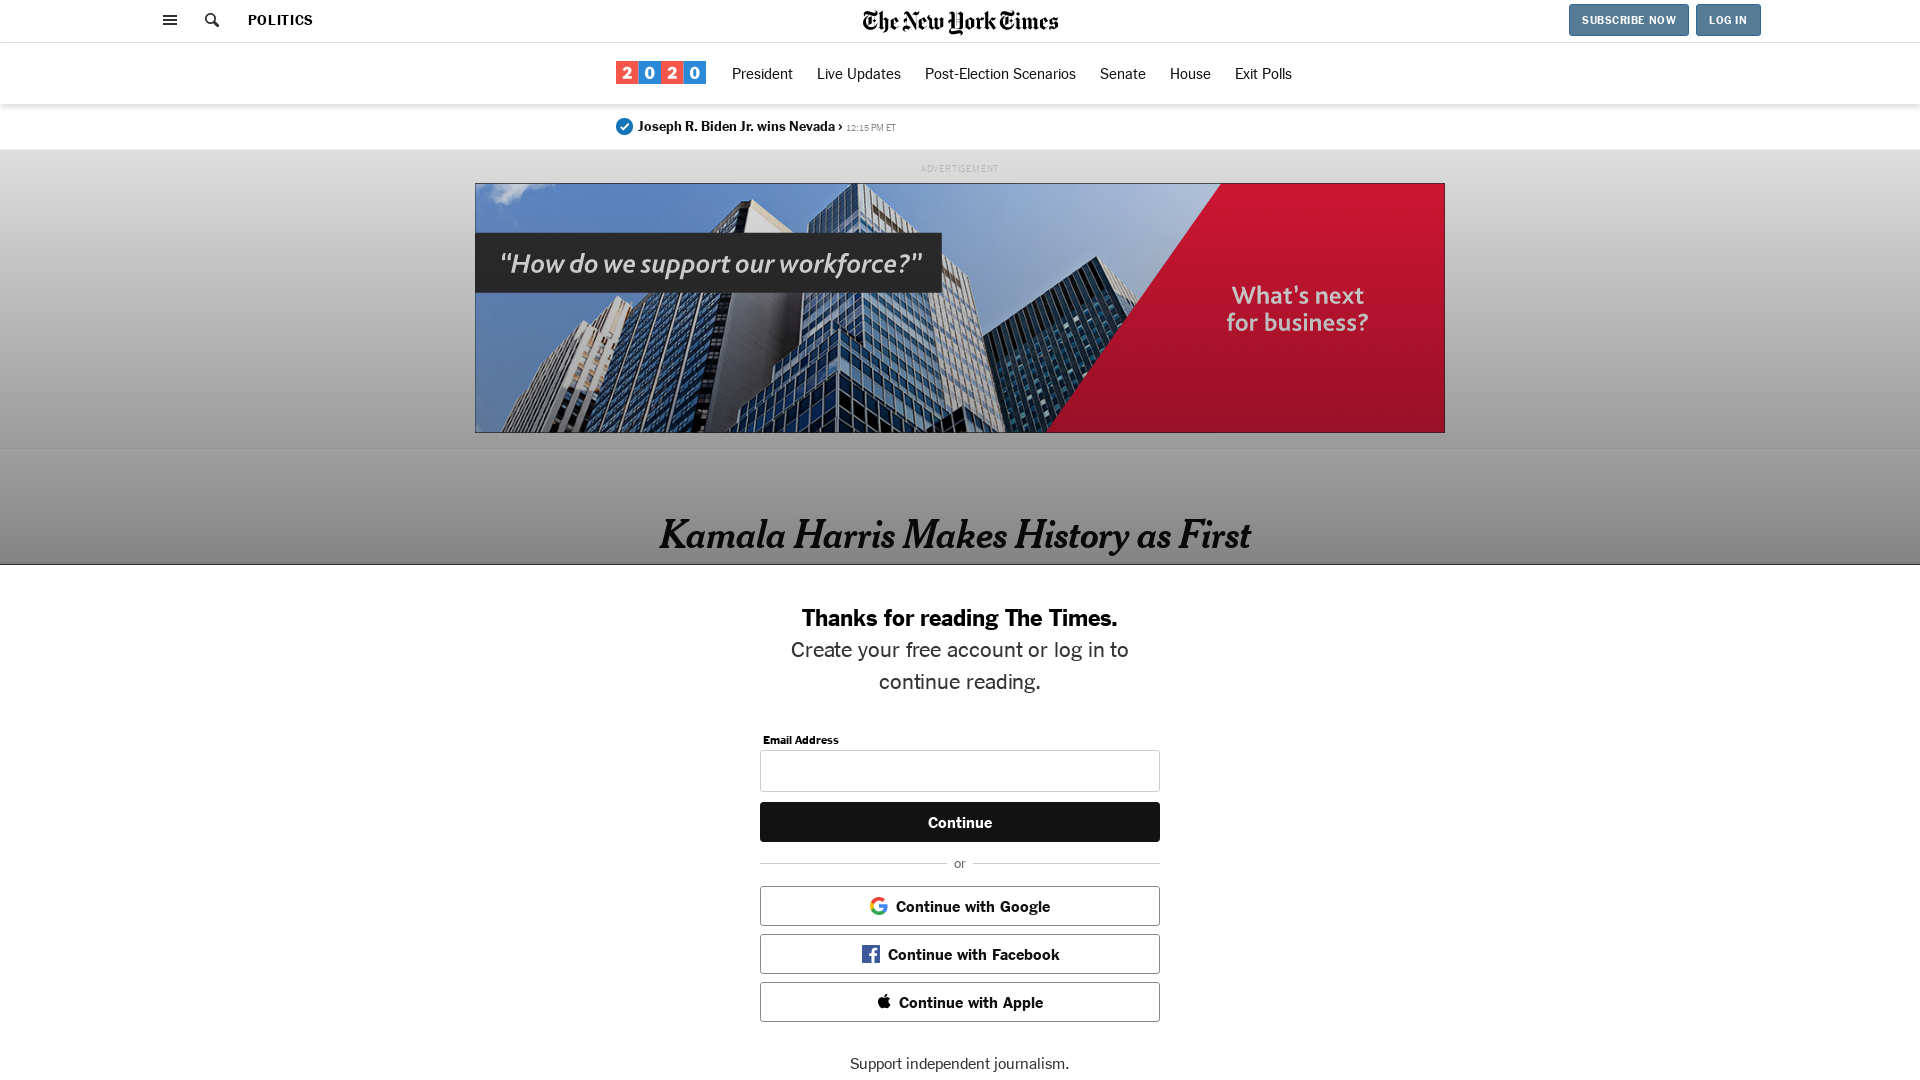 POLITICS
The New York Times
SUBSCRIBE NOW
LOG IN
2020
President
Live Updates
Post-Election Scenarios
Senate
House
Exit Polls
Joseph R. Biden Jr. wins Nevada › 12:15 PM ET
ADVERTISEMENT
“How do we support our workforce?”
What’s next
for business?
Kamala Harris Makes History as First
Thanks for reading The Times.
Create your free account or log in to
continue reading.
Email Address
Continue
or
Continue with Google
Continue with Facebook
Continue with Apple
Support independent journalism.